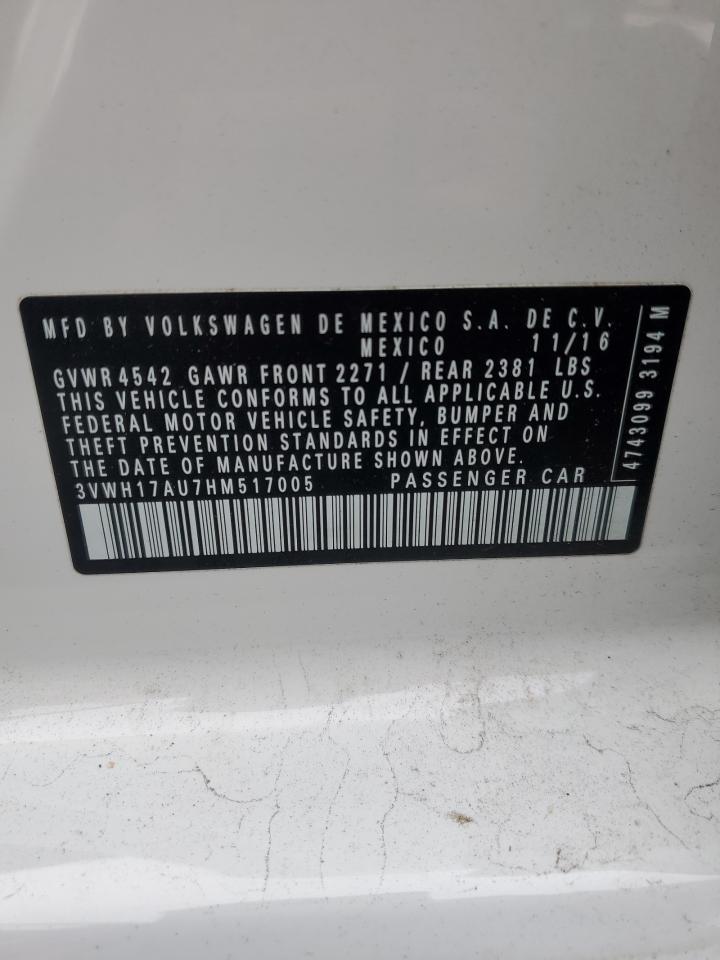 MFD BY VOLKSWAGEN DE MEXICO S.A. DE C.V.
MEXICO 11/16
GVWR 4542 GAWR FRONT 2271 / REAR 2381 LBS
THIS VEHICLE CONFORMS TO ALL APPLICABLE U.S.
FEDERAL MOTOR VEHICLE SAFETY, BUMPER AND
THEFT PREVENTION STANDARDS IN EFFECT ON
THE DATE OF MANUFACTURE SHOWN ABOVE.
3VWH17AU7HM517005 PASSENGER CAR
4743099 3194 M